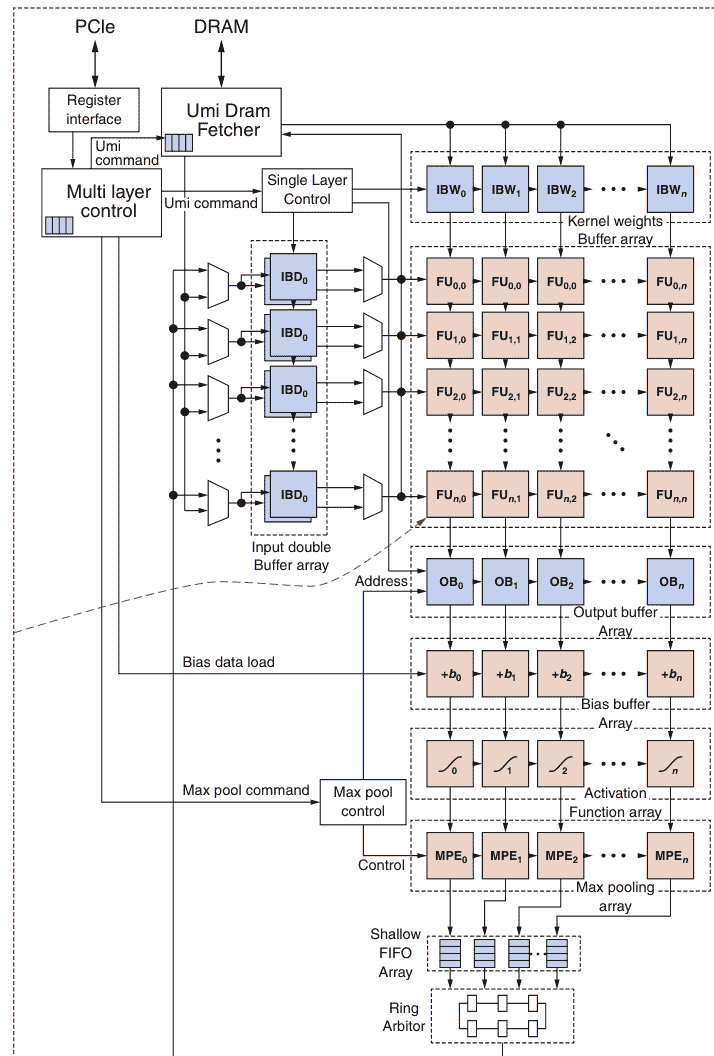 PCIe
DRAM
Register
interface
Umi Dram
Fetcher
Umi
command
Multi layer
control
Umi command
Single Layer
Control
IBW0
IBW1
IBW2
IBWn
Kernel weights
Buffer array
IBD0
FU0,0
FU0,0
FU0,0
FU0,n
IBD0
FU1,0
FU1,1
FU1,2
FU1,n
IBD0
FU2,0
FU2,1
FU2,2
FU2,n
IBD0
FUn,0
FUn,1
FUn,2
FUn,n
Input double
Buffer array
Address
OB0
OB1
OB2
OBn
Output buffer
Array
Bias data load
+b0
+b1
+b2
+bn
Bias buffer
Array
0
1
2
n
Activation
Function array
Max pool command
Max pool
control
Control
MPE0
MPE1
MPE2
MPEn
Max pooling
array
Shallow
FIFO
Array
Ring
Arbitor